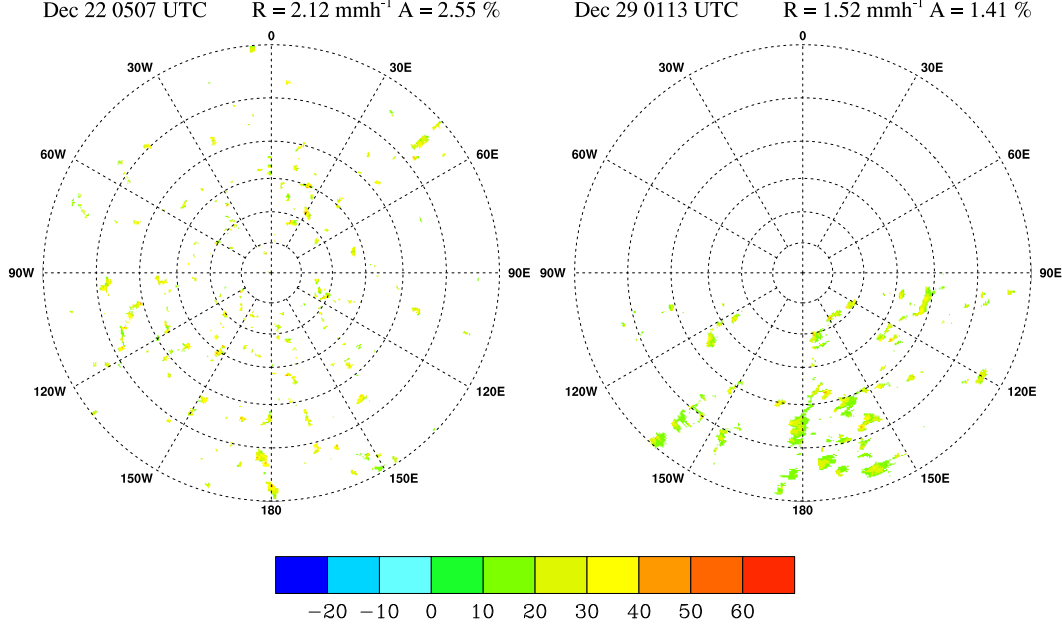 Dec 22 0507 UTC R = 2.12 mmh-1 A = 2.55 %
Dec 29 0113 UTC R = 1.52 mmh-1 A = 1.41 %
0
30W 30E
60W 60E
90W 90E
120W 120E
150W 150E
180
0
30W 30E
60W 60E
90W 90E
120W 120E
150W 150E
180
−20 −10 0 10 20 30 40 50 60